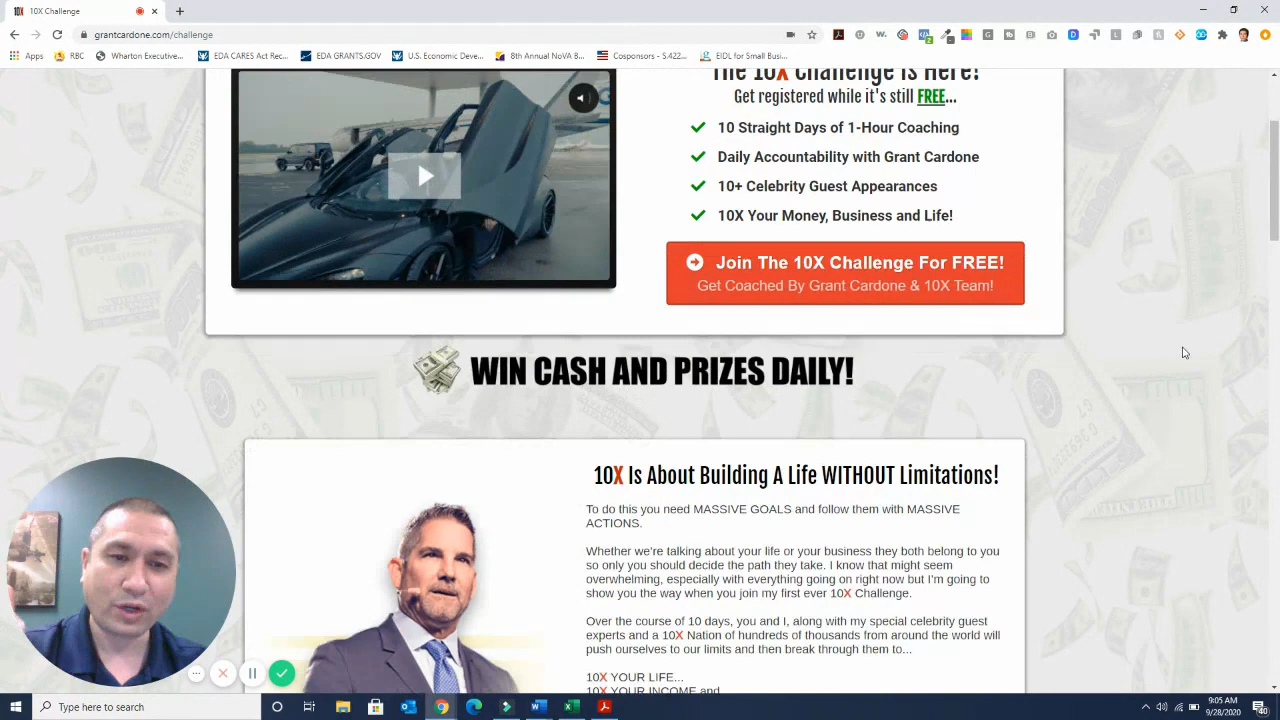 10X
10X Challenge
grantcardone.com/challenge
Apps
RBC
Wharton Executive...
EDA CARES Act Rec...
EDA GRANTS.GOV
U.S. Economic Deve...
8th Annual NoVA B...
Cosponsors - S.422...
EIDL for Small Busi...
The 10X Challenge is Here!
Get registered while it's still FREE...
10 Straight Days of 1-Hour Coaching
Daily Accountability with Grant Cardone
10+ Celebrity Guest Appearances
10X Your Money, Business and Life!
Join The 10X Challenge For FREE!
Get Coached By Grant Cardone & 10X Team!
WIN CASH AND PRIZES DAILY!
10X Is About Building A Life WITHOUT Limitations!
To do this you need MASSIVE GOALS and follow them with MASSIVE
ACTIONS.
Whether we're talking about your life or your business they both belong to you
so only you should decide the path they take. I know that might seem
overwhelming, especially with everything going on right now but I'm going to
show you the way when you join my first ever 10X Challenge.
Over the course of 10 days, you and I, along with my special celebrity guest
experts and a 10X Nation of hundreds of thousands from around the world will
push ourselves to our limits and then break through them to...
10X YOUR LIFE...
10X YOUR INCOME and
Type here to search
9:05 AM
9/28/2020